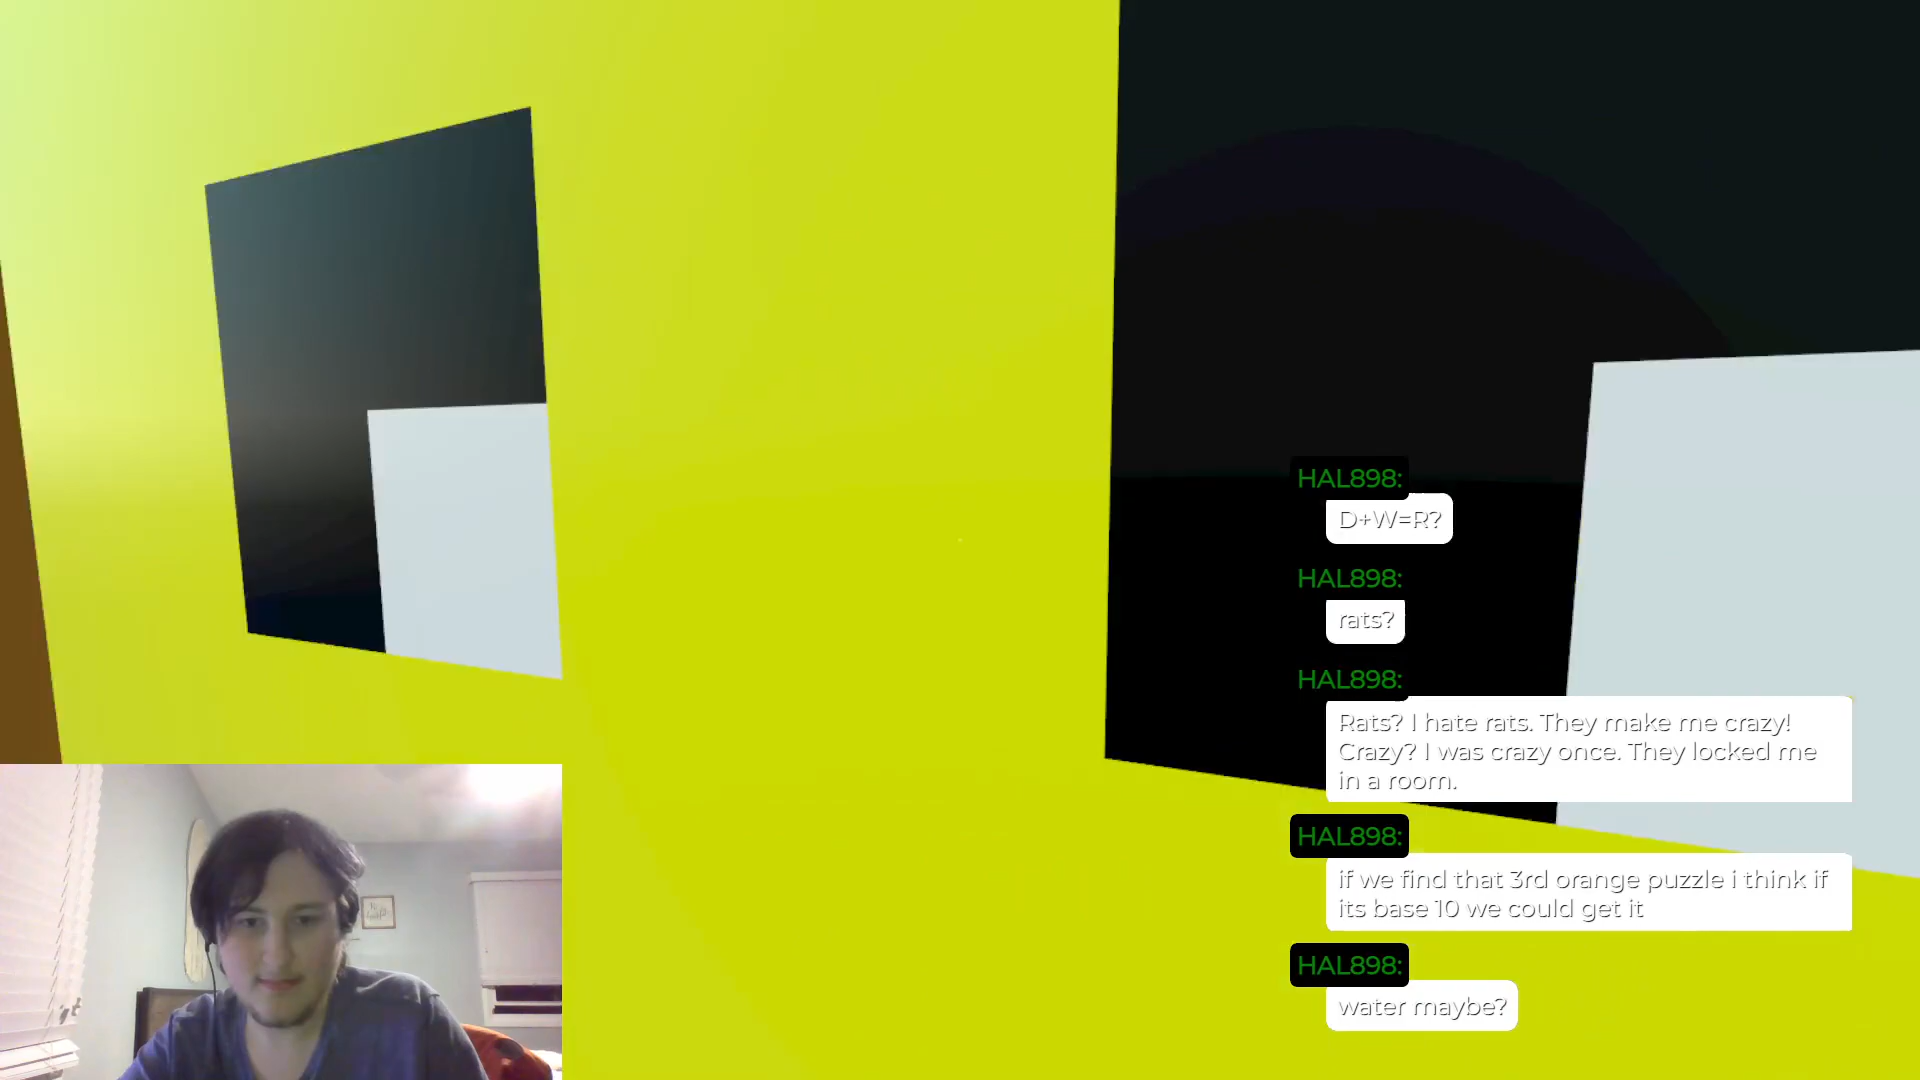 HAL898:
D+W=R?
HAL898:
rats?
HAL898:
Rats? I hate rats. They make me crazy!
Crazy? I was crazy once. They locked me
in a room.
HAL898:
if we find that 3rd orange puzzle i think if
its base 10 we could get it
HAL898:
water maybe?